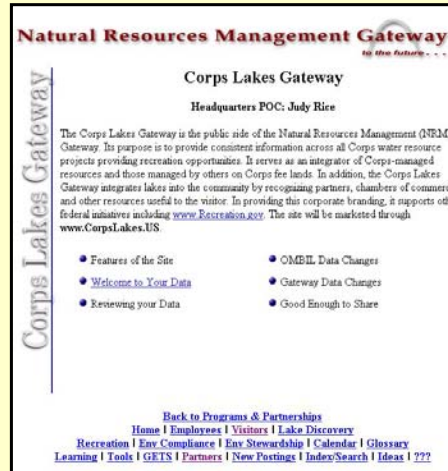 Natural Resources Management Gateway
to the future . . .
Corps Lakes Gateway
Corps Lakes Gateway
Headquarters POC: Judy Rice
The Corps Lakes Gateway is the public side of the Natural Resources Management (NRM
Gateway. Its purpose is to provide consistent information across all Corps water resource
projects providing recreation opportunities. It serves as an integrator of Corps-managed
resources and those managed by others on Corps fee lands. In addition, the Corps Lakes
Gateway integrates lakes into the community by recognizing partners, chambers of commerc
and other resources useful to the visitor. In providing this corporate branding, it supports oth
federal initiatives including www.Recreation.gov. The site will be marketed through
www.CorpsLakes.US.
Features of the Site
Welcome to Your Data
Reviewing your Data
OMBIL Data Changes
Gateway Data Changes
Good Enough to Share
Back to Programs & Partnerships
Home | Employees | Visitors | Lake Discovery
Recreation | Env Compliance | Env Stewardship | Calendar | Glossary
Learning | Tools | GETS | Partners | New Postings | Index/Search | Ideas | ???